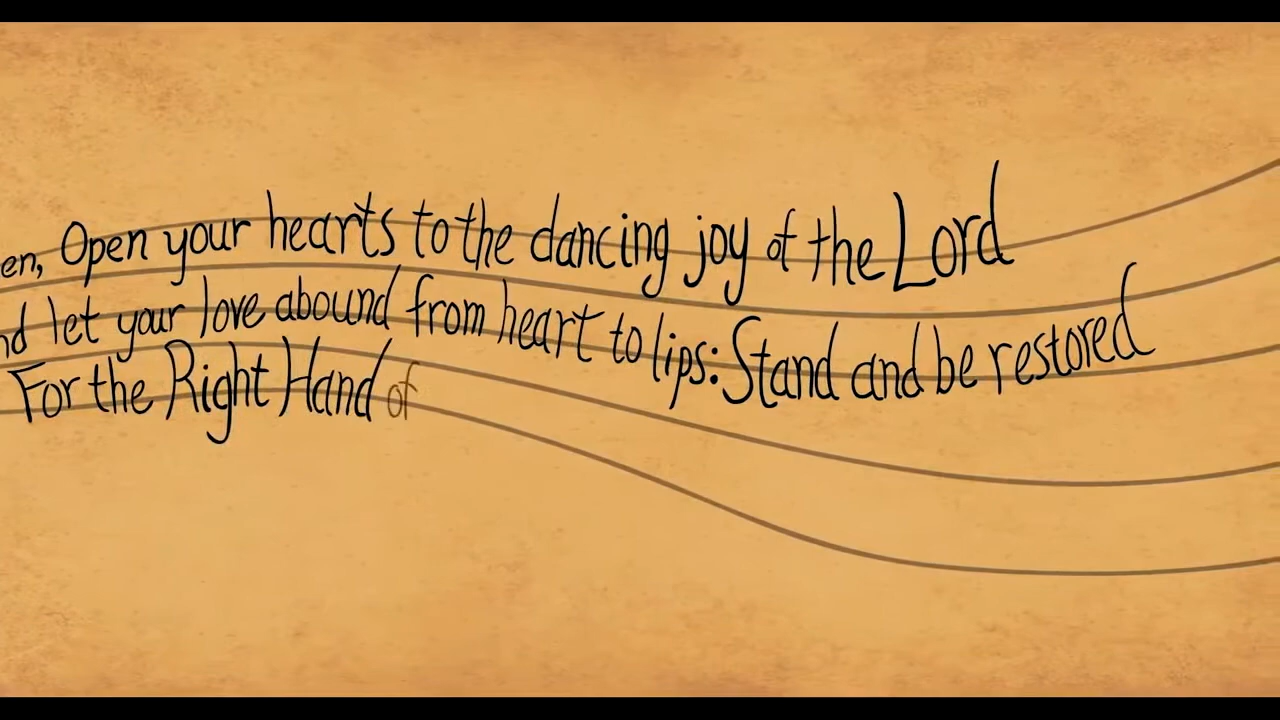 en, Open your hearts to the dancing joy of the Lord
nd let your love abound from heart to lips: Stand and be restored
For the Right Hand of